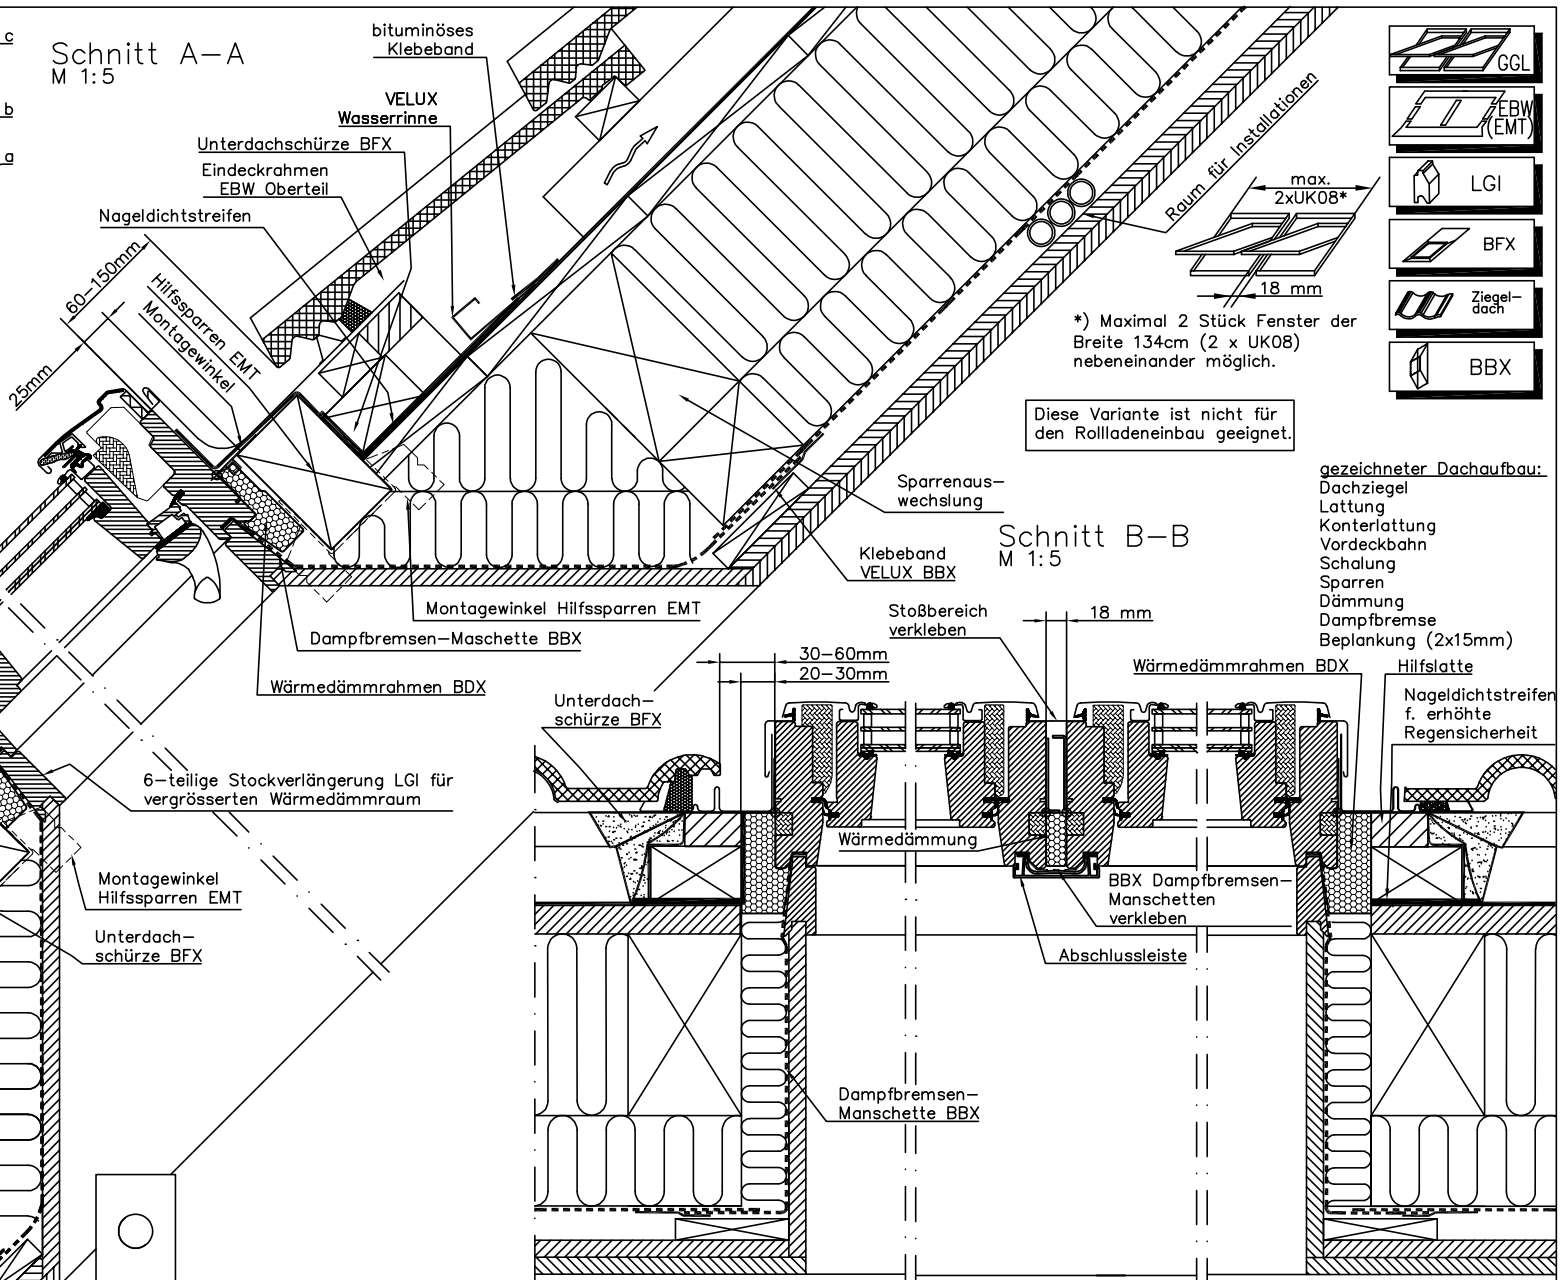 c
b
a
Schnitt A–A
M 1:5
bituminöses
Klebeband
VELUX
Wasserrinne
Unterdachschürze BFX
Eindeckrahmen
EBW Oberteil
Nageldichtstreifen
60–150mm
25mm
Hilfssparren EMT
Montagewinkel
Raum für Installationen
max.
2xUK08*
18 mm
*) Maximal 2 Stück Fenster der
Breite 134cm (2 x UK08)
nebeneinander möglich.
Diese Variante ist nicht für
den Rollladeneinbau geeignet.
GGL
EBW
(EMT)
LGI
BFX
Ziegel–
dach
BBX
gezeichneter Dachaufbau:
Dachziegel
Lattung
Konterlattung
Vordeckbahn
Schalung
Sparren
Dämmung
Dampfbremse
Beplankung (2x15mm)
Sparrenaus–
wechslung
Klebeband
VELUX BBX
Montagewinkel Hilfssparren EMT
Dampfbremsen–Maschette BBX
Wärmedämmrahmen BDX
6–teilige Stockverlängerung LGI für
vergrösserten Wärmedämmraum
Montagewinkel
Hilfssparren EMT
Unterdach–
schürze BFX
Schnitt B–B
M 1:5
Stoßbereich
verkleben
18 mm
30–60mm
20–30mm
Unterdach–
schürze BFX
Wärmedämmrahmen BDX
Hilfslatte
Nageldichtstreifen
f. erhöhte
Regensicherheit
Wärmedämmung
BBX Dampfbremsen–
Manschetten
verkleben
Abschlussleiste
Dampfbremsen–
Manschette BBX